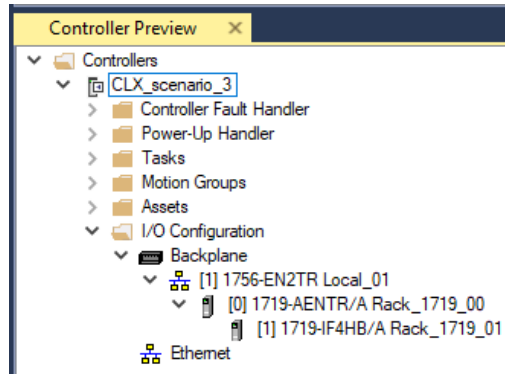 Controller Preview ×
Controllers
CLX_scenario_3
Controller Fault Handler
Power-Up Handler
Tasks
Motion Groups
Assets
I/O Configuration
Backplane
[1] 1756-EN2TR Local_01
[0] 1719-AENTR/A Rack_1719_00
[1] 1719-IF4HB/A Rack_1719_01
Ethernet